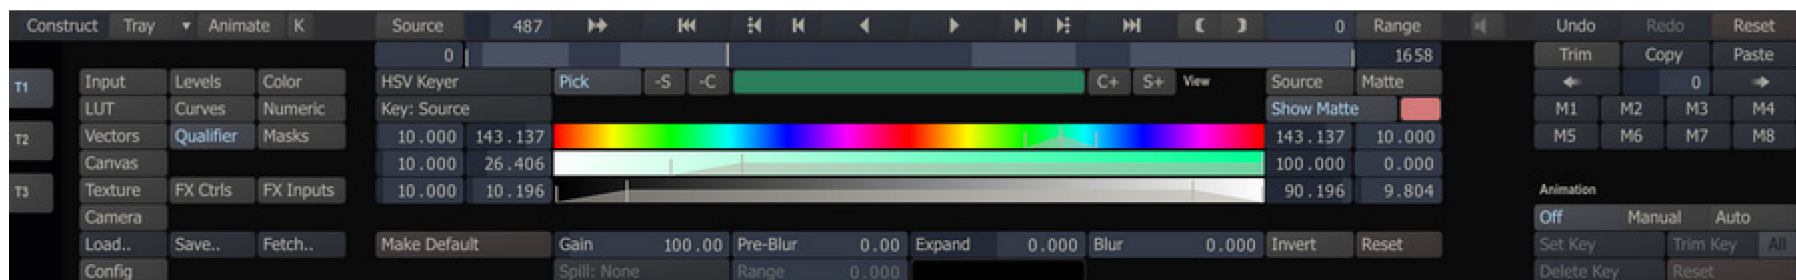 Construct Tray Animate K Source 487 0 Range Undo Redo Reset
0 1658 Trim Copy Paste
T1 Input Levels Color HSV Keyer Pick -S -C C+ S+ View Source Matte 0
LUT Curves Numeric Key: Source Show Matte M1 M2 M3 M4
T2 Vectors Qualifier Masks 10.000 143.137 143.137 10.000 M5 M6 M7 M8
Canvas 10.000 26.406 100.000 0.000
T3 Texture FX Ctrls FX Inputs 10.000 10.196 90.196 9.804 Animation
Camera Off Manual Auto
Load.. Save.. Fetch.. Make Default Gain 100.00 Pre-Blur 0.00 Expand 0.000 Blur 0.000 Invert Reset Set Key Trim Key All
Config Spill: None Range 0.000 Delete Key Reset